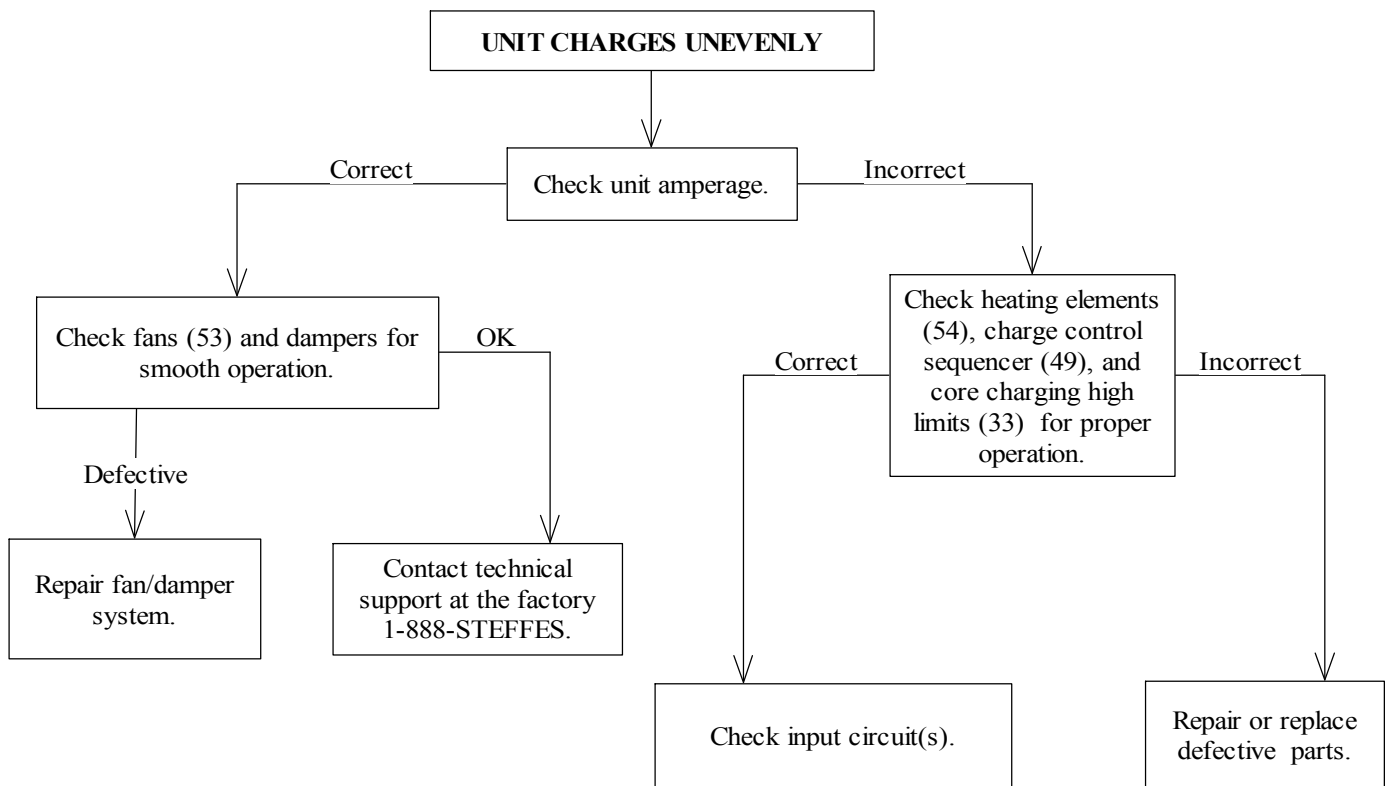 UNIT CHARGES UNEVENLY
Correct
Check unit amperage.
Incorrect
Check fans (53) and dampers for
smooth operation.
OK
Defective
Repair fan/damper
system.
Contact technical
support at the factory
1-888-STEFFES.
Check heating elements
(54), charge control
sequencer (49), and
core charging high
limits (33) for proper
operation.
Correct
Incorrect
Check input circuit(s).
Repair or replace
defective parts.